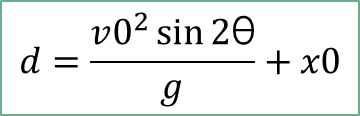 d = v0² sin 2Θ / g + x0